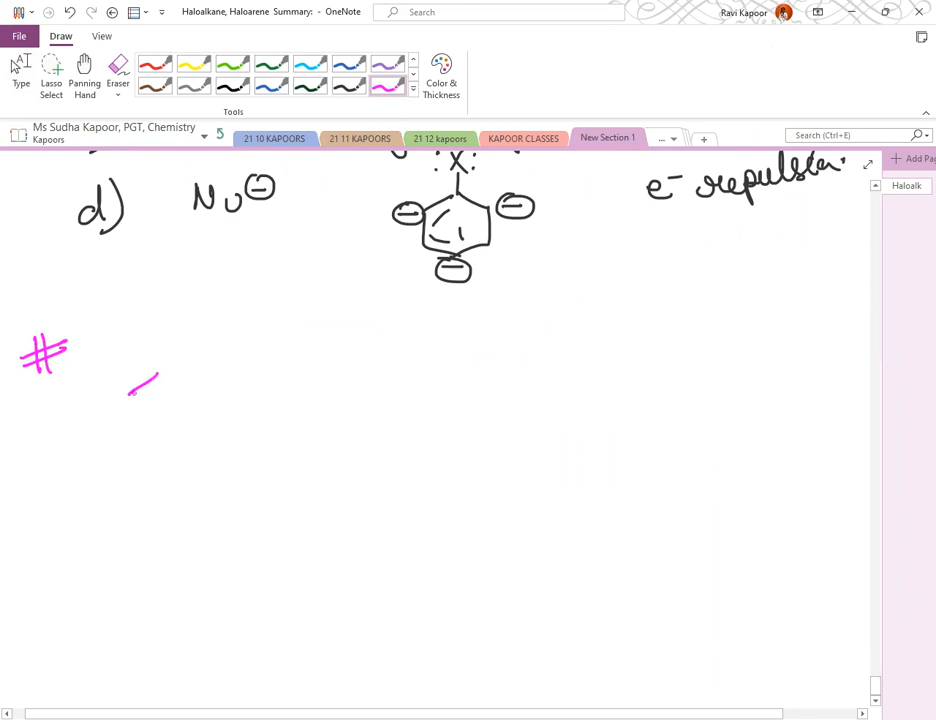 Haloalkane, Haloarene Summary: - OneNote
Search
Ravi Kapoor
File
Draw
View
Type
Lasso Select
Panning Hand
Eraser
Color & Thickness
Tools
Ms Sudha Kapoor, PGT, Chemistry
Kapoors
21 10 KAPOORS
21 11 KAPOORS
21 12 kapoors
KAPOOR CLASSES
New Section 1
...
Search (Ctrl+E)
Add Pag
Haloalk
:X:
d) Nu⊖ e⁻ repulsion.
⊖ ⊖
⊖
#